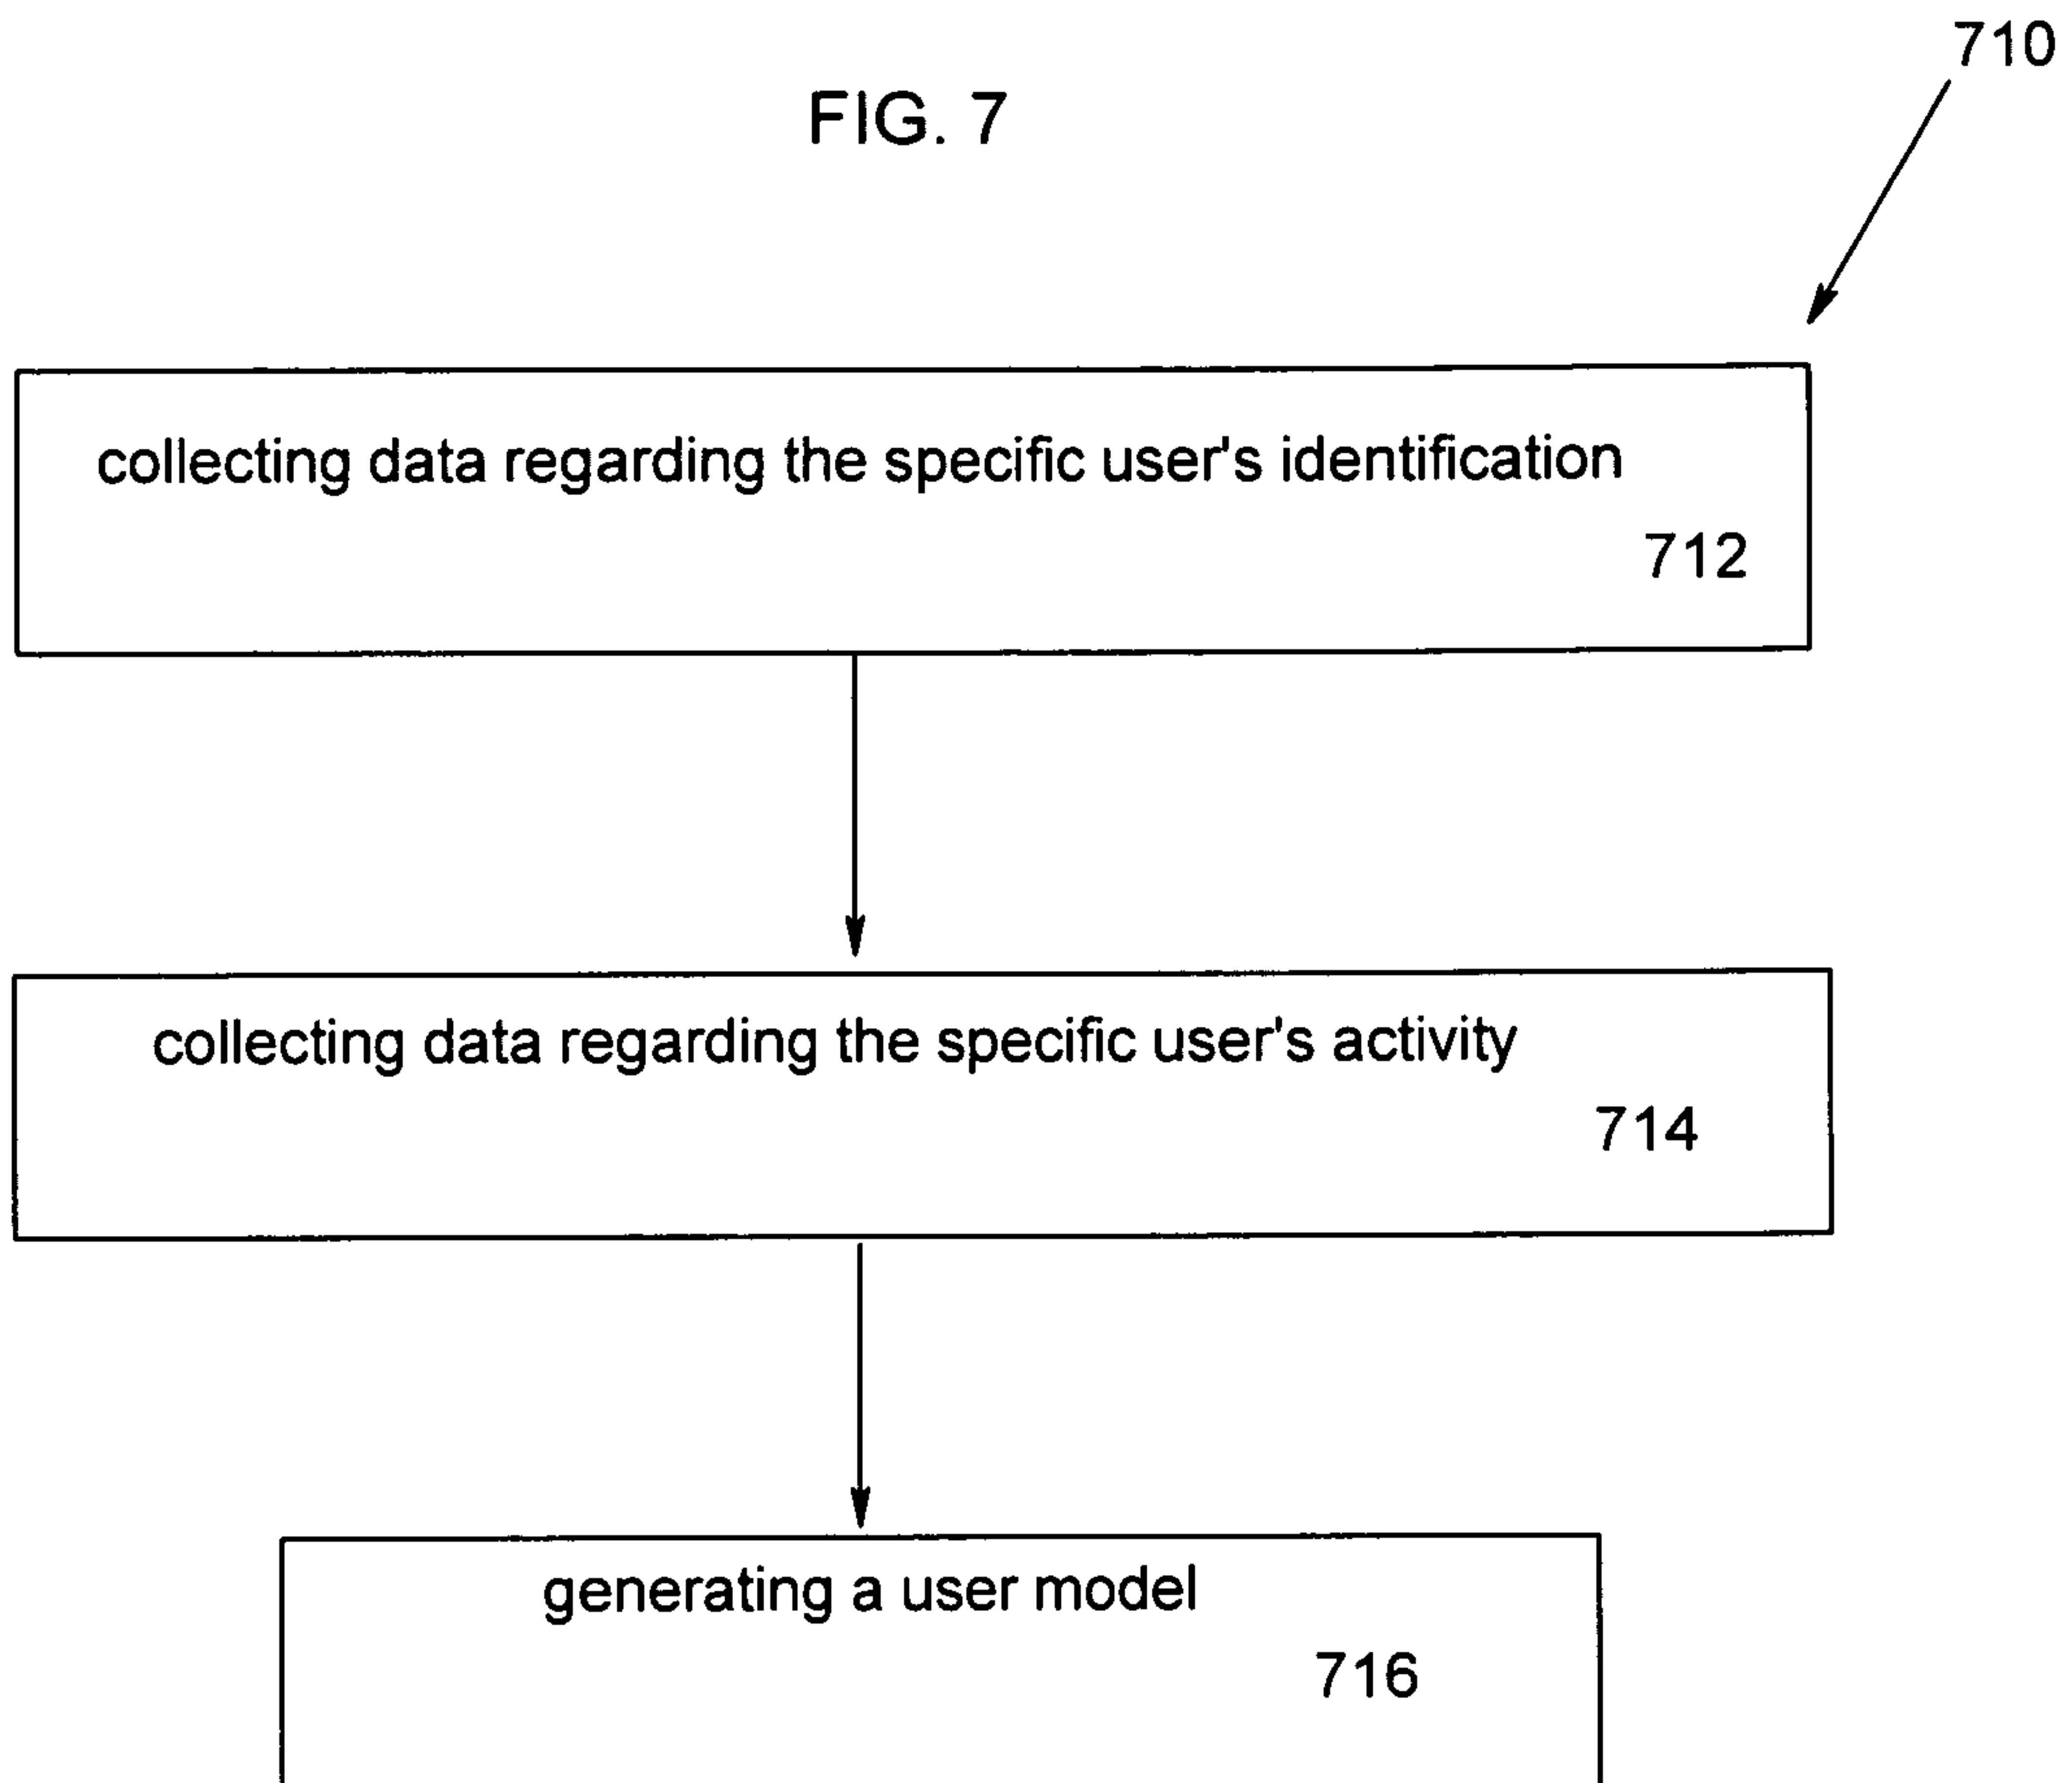 710
FIG. 7
collecting data regarding the specific user's identification
712
collecting data regarding the specific user's activity
714
generating a user model
716